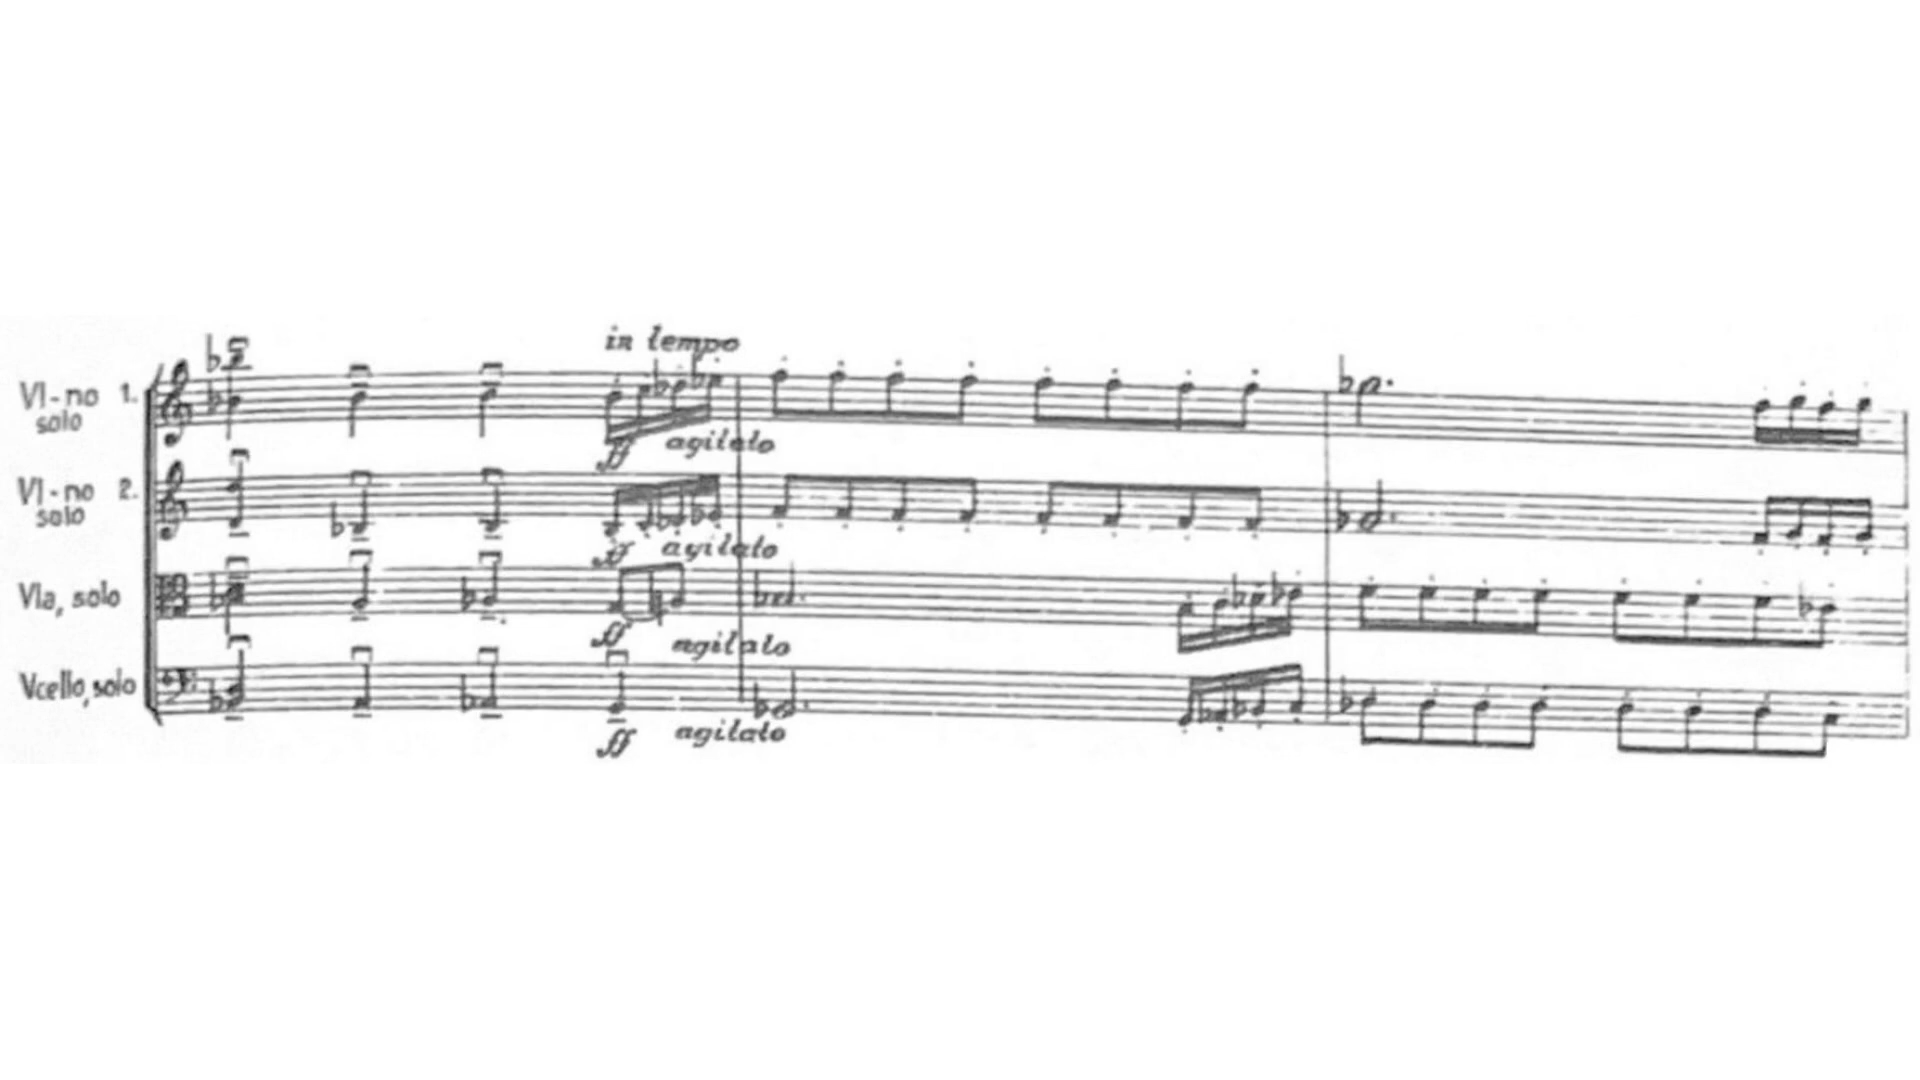 in tempo
Vl-no 1.
solo
ff agitato
Vl-no 2.
solo
ff agitato
Vla, solo
ff agitato
Vcello, solo
ff agitato